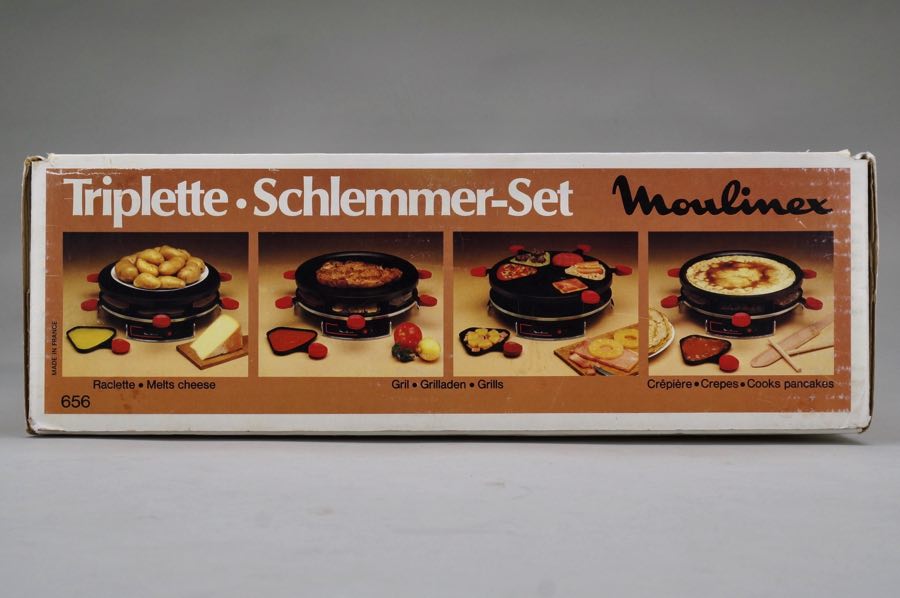 Triplette • Schlemmer-Set
Moulinex
MADE IN FRANCE
Raclette • Melts cheese
Gril • Grilladen • Grills
Crêpière • Crepes • Cooks pancakes
656